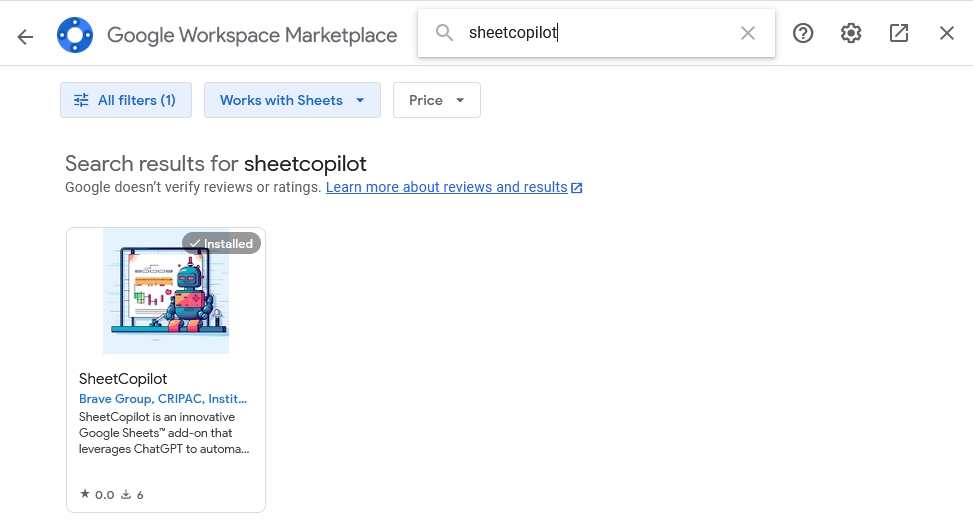 Google Workspace Marketplace
sheetcopilot
All filters (1)
Works with Sheets
Price
Search results for sheetcopilot
Google doesn't verify reviews or ratings. Learn more about reviews and results
Installed
SheetCopilot
Brave Group, CRIPAC, Instit...
SheetCopilot is an innovative
Google Sheets™ add-on that
leverages ChatGPT to automa...
0.0 6